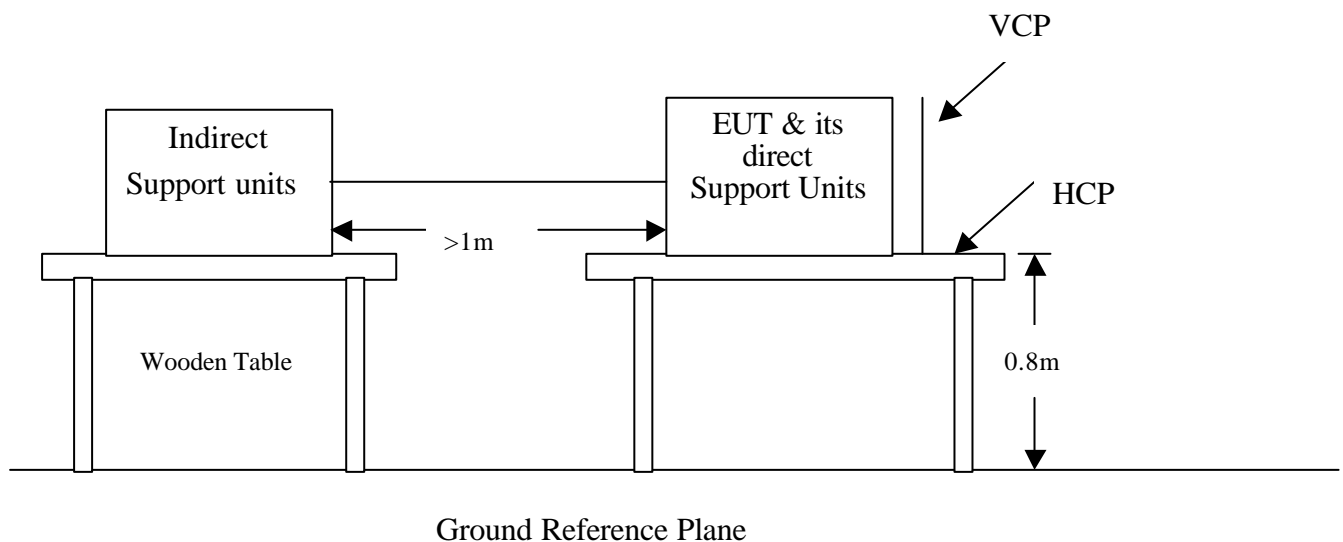 VCP
Indirect
Support units
EUT & its
direct
Support Units
HCP
>1m
Wooden Table
0.8m
Ground Reference Plane